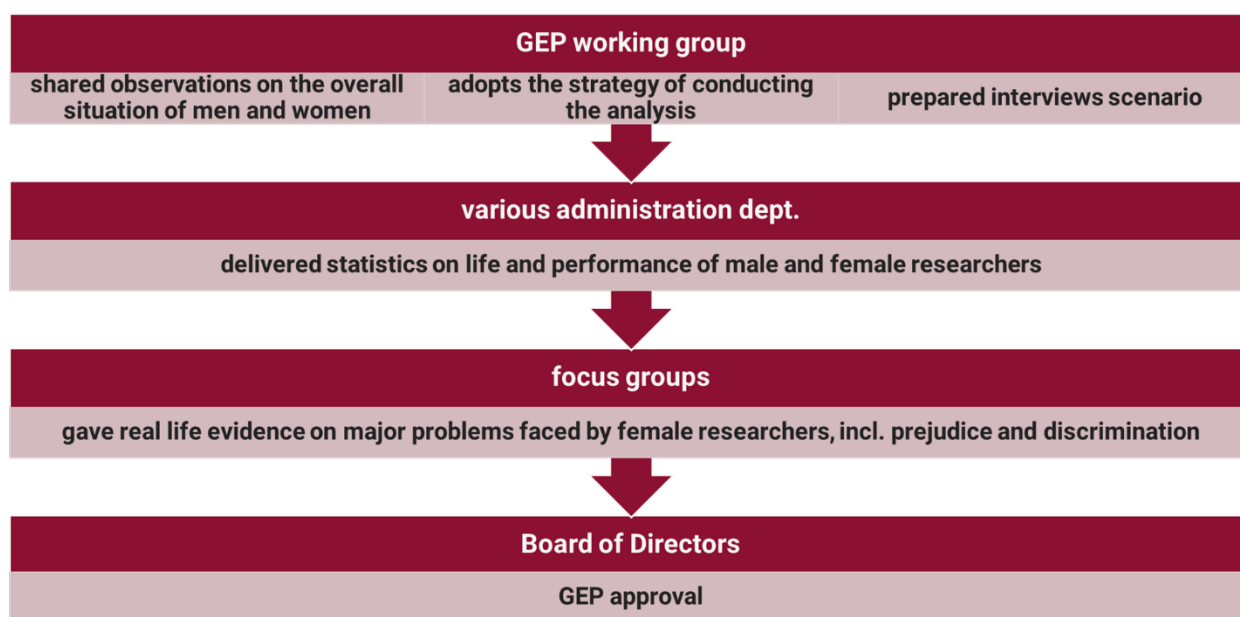 GEP working group
shared observations on the overall
situation of men and women
adopts the strategy of conducting
the analysis
prepared interviews scenario
various administration dept.
delivered statistics on life and performance of male and female researchers
focus groups
gave real life evidence on major problems faced by female researchers, incl. prejudice and discrimination
Board of Directors
GEP approval